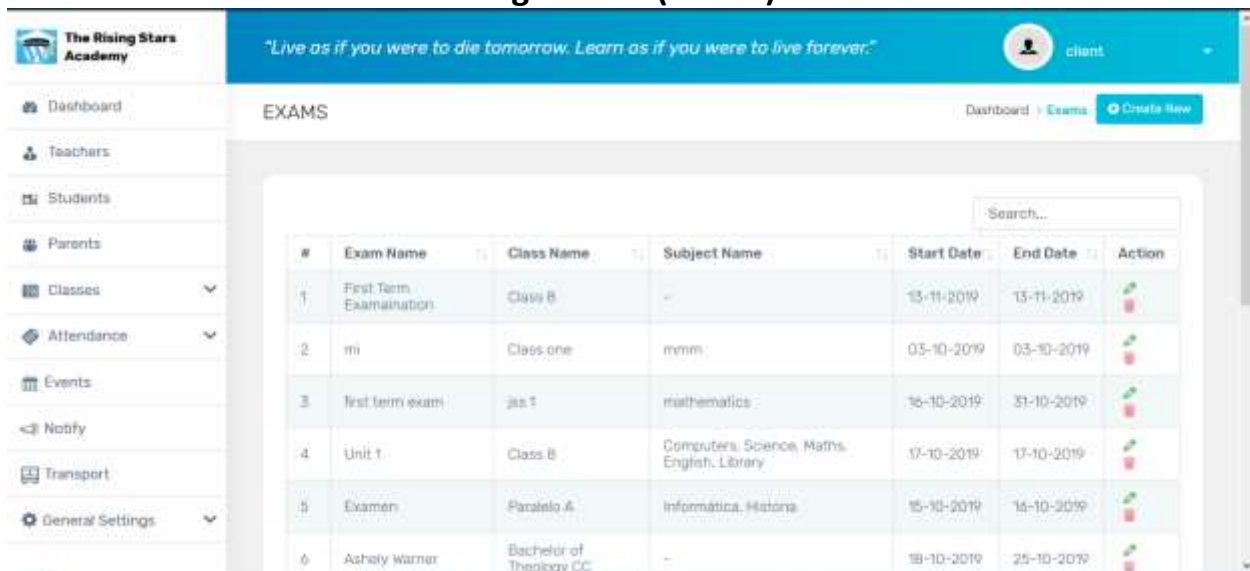 The Rising Stars
Academy
"Live as if you were to die tomorrow. Learn as if you were to live forever."
client
Dashboard
Teachers
Students
Parents
Classes
Attendance
Events
Notify
Transport
General Settings
EXAMS
Dashboard > Exams
Create New
Search...
# Exam Name Class Name Subject Name Start Date End Date Action
1 First Term Class B - 13-11-2019 13-11-2019
Examaination
2 mi Class one mmm 03-10-2019 03-10-2019
3 first term exam jss 1 mathematics 16-10-2019 31-10-2019
4 Unit 1 Class B Computers, Science, Maths, 17-10-2019 17-10-2019
English, Library
5 Examen Paralelo A Informática, Historia 15-10-2019 16-10-2019
6 Ashely Warner Bachelor of - 18-10-2019 25-10-2019
Theology CC